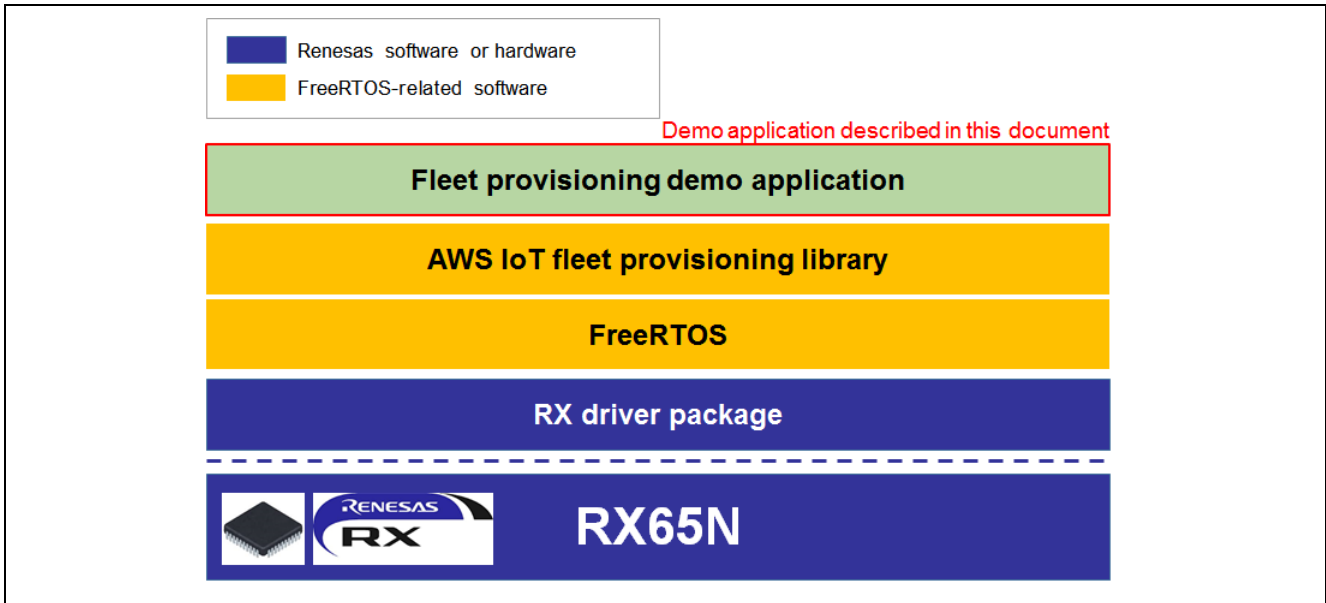 Renesas software or hardware
FreeRTOS-related software
Demo application described in this document
Fleet provisioning demo application
AWS IoT fleet provisioning library
FreeRTOS
RX driver package
RENESAS
RX
RX65N